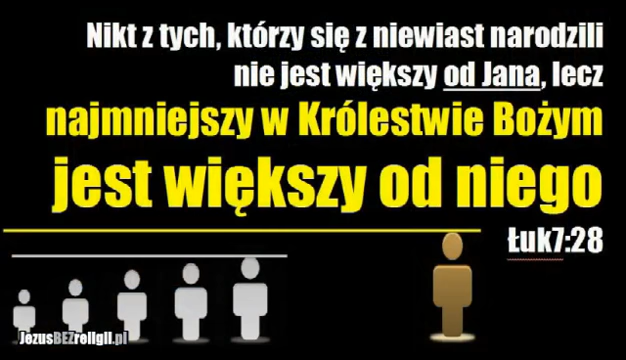 Nikt z tych, którzy się z niewiast narodzili
nie jest większy od Jana, lecz
najmniejszy w Królestwie Bożym
jest większy od niego
Łuk7:28
JezusBEZreligii.pl